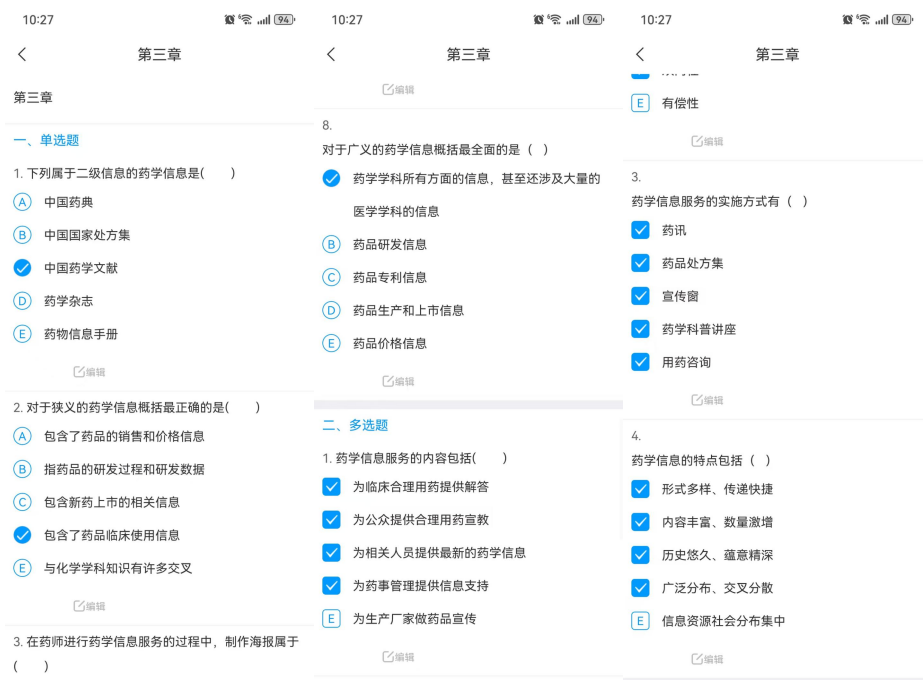 10:27
94
第三章
第三章
一、单选题
1. 下列属于二级信息的药学信息是( )
A 中国药典
B 中国国家处方集
中国药学文献
D 药学杂志
E 药物信息手册
编辑
2. 对于狭义的药学信息概括最正确的是( )
A 包含了药品的销售和价格信息
B 指药品的研发过程和研发数据
C 包含新药上市的相关信息
包含了药品临床使用信息
E 与化学学科知识有许多交叉
编辑
3. 在药师进行药学信息服务的过程中，制作海报属于
( )
10:27
94
第三章
编辑
8.
对于广义的药学信息概括最全面的是（ ）
药学学科所有方面的信息，甚至还涉及大量的
医学学科的信息
B 药品研发信息
C 药品专利信息
D 药品生产和上市信息
E 药品价格信息
编辑
二、多选题
1. 药学信息服务的内容包括( )
为临床合理用药提供解答
为公众提供合理用药宣教
为相关人员提供最新的药学信息
为药事管理提供信息支持
E 为生产厂家做药品宣传
编辑
10:27
94
第三章
E 有偿性
编辑
3.
药学信息服务的实施方式有（ ）
药讯
药品处方集
宣传窗
药学科普讲座
用药咨询
编辑
4.
药学信息的特点包括（ ）
形式多样、传递快捷
内容丰富、数量激增
历史悠久、蕴意精深
广泛分布、交叉分散
E 信息资源社会分布集中
编辑